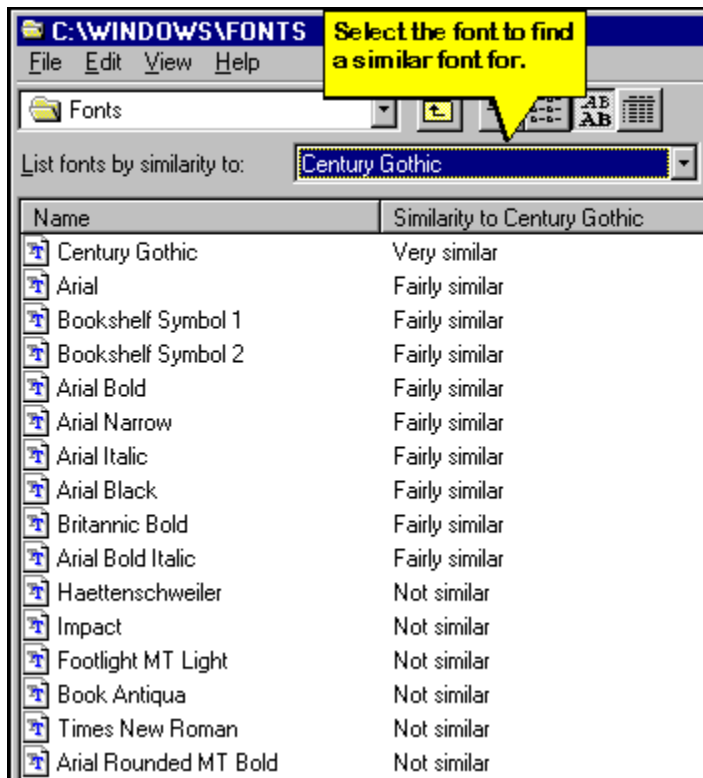 C:\WINDOWS\FONTS
Select the font to find
a similar font for.
File Edit View Help
Fonts
AB
AB
List fonts by similarity to: Century Gothic
Name Similarity to Century Gothic
Century Gothic Very similar
Arial Fairly similar
Bookshelf Symbol 1 Fairly similar
Bookshelf Symbol 2 Fairly similar
Arial Bold Fairly similar
Arial Narrow Fairly similar
Arial Italic Fairly similar
Arial Black Fairly similar
Britannic Bold Fairly similar
Arial Bold Italic Fairly similar
Haettenschweiler Not similar
Impact Not similar
Footlight MT Light Not similar
Book Antiqua Not similar
Times New Roman Not similar
Arial Rounded MT Bold Not similar